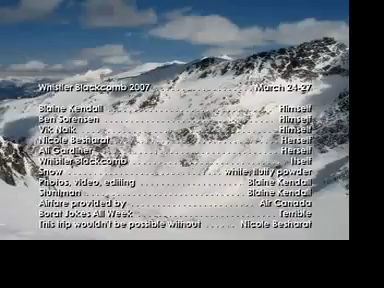 Whistler Blackcomb 2007 . . . . . . . . . . . . . . . . March 24-27
Blaine Kendall . . . . . . . . . . . . . . . . . . . . . . . . . Himself
Ben Sorensen . . . . . . . . . . . . . . . . . . . . . . . . . Himself
Vik Naik . . . . . . . . . . . . . . . . . . . . . . . . . . . . . Himself
Nicole Besharat . . . . . . . . . . . . . . . . . . . . . . . . Herself
Ali Gardiner . . . . . . . . . . . . . . . . . . . . . . . . . . . Herself
Whistler Blackcomb . . . . . . . . . . . . . . . . . . . . . . Itself
Snow . . . . . . . . . . . . . . . . . . . . . . white, fluffy powder
Photos, video, editing . . . . . . . . . . . . . . . Blaine Kendall
Stuntman . . . . . . . . . . . . . . . . . . . . . . . . Blaine Kendall
Airfare provided by . . . . . . . . . . . . . . . . . . . Air Canada
Borat Jokes All Week . . . . . . . . . . . . . . . . . . . . Terrible
This trip wouldn't be possible without . . . . . . Nicole Besharat